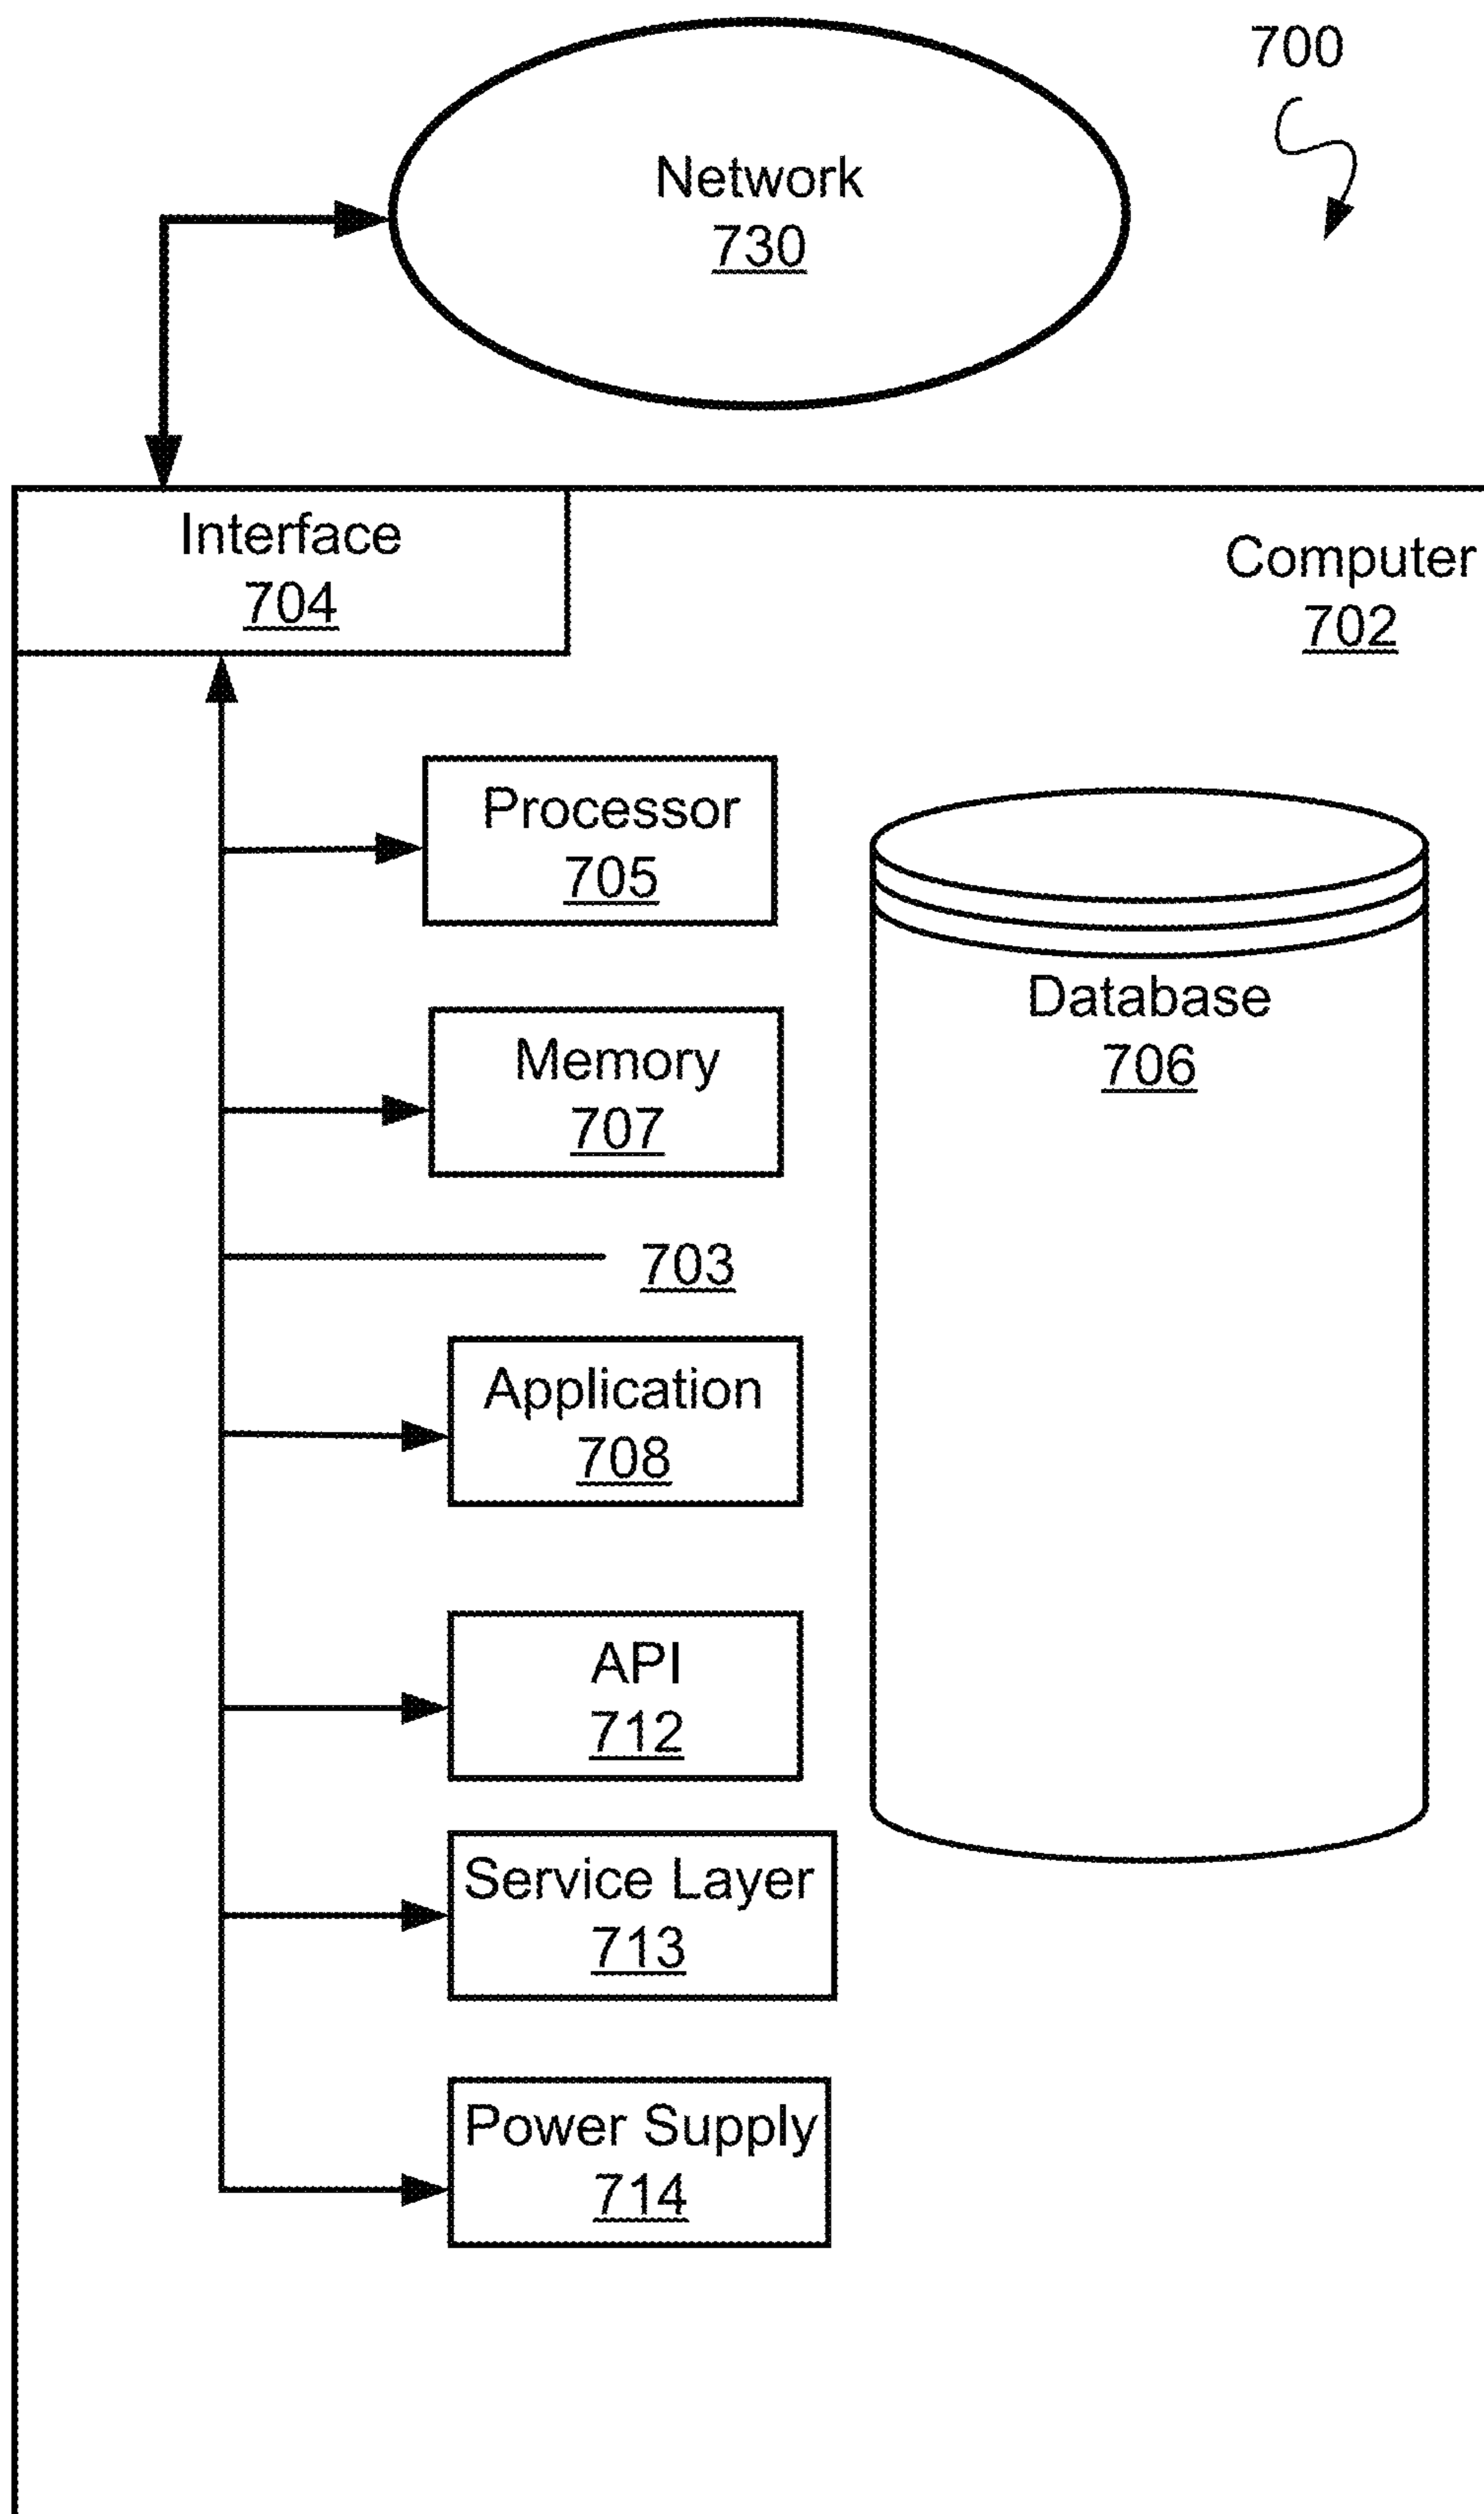 700
Network
730
Interface
704
Computer
702
Processor
705
Database
706
Memory
707
703
Application
708
API
712
Service Layer
713
Power Supply
714